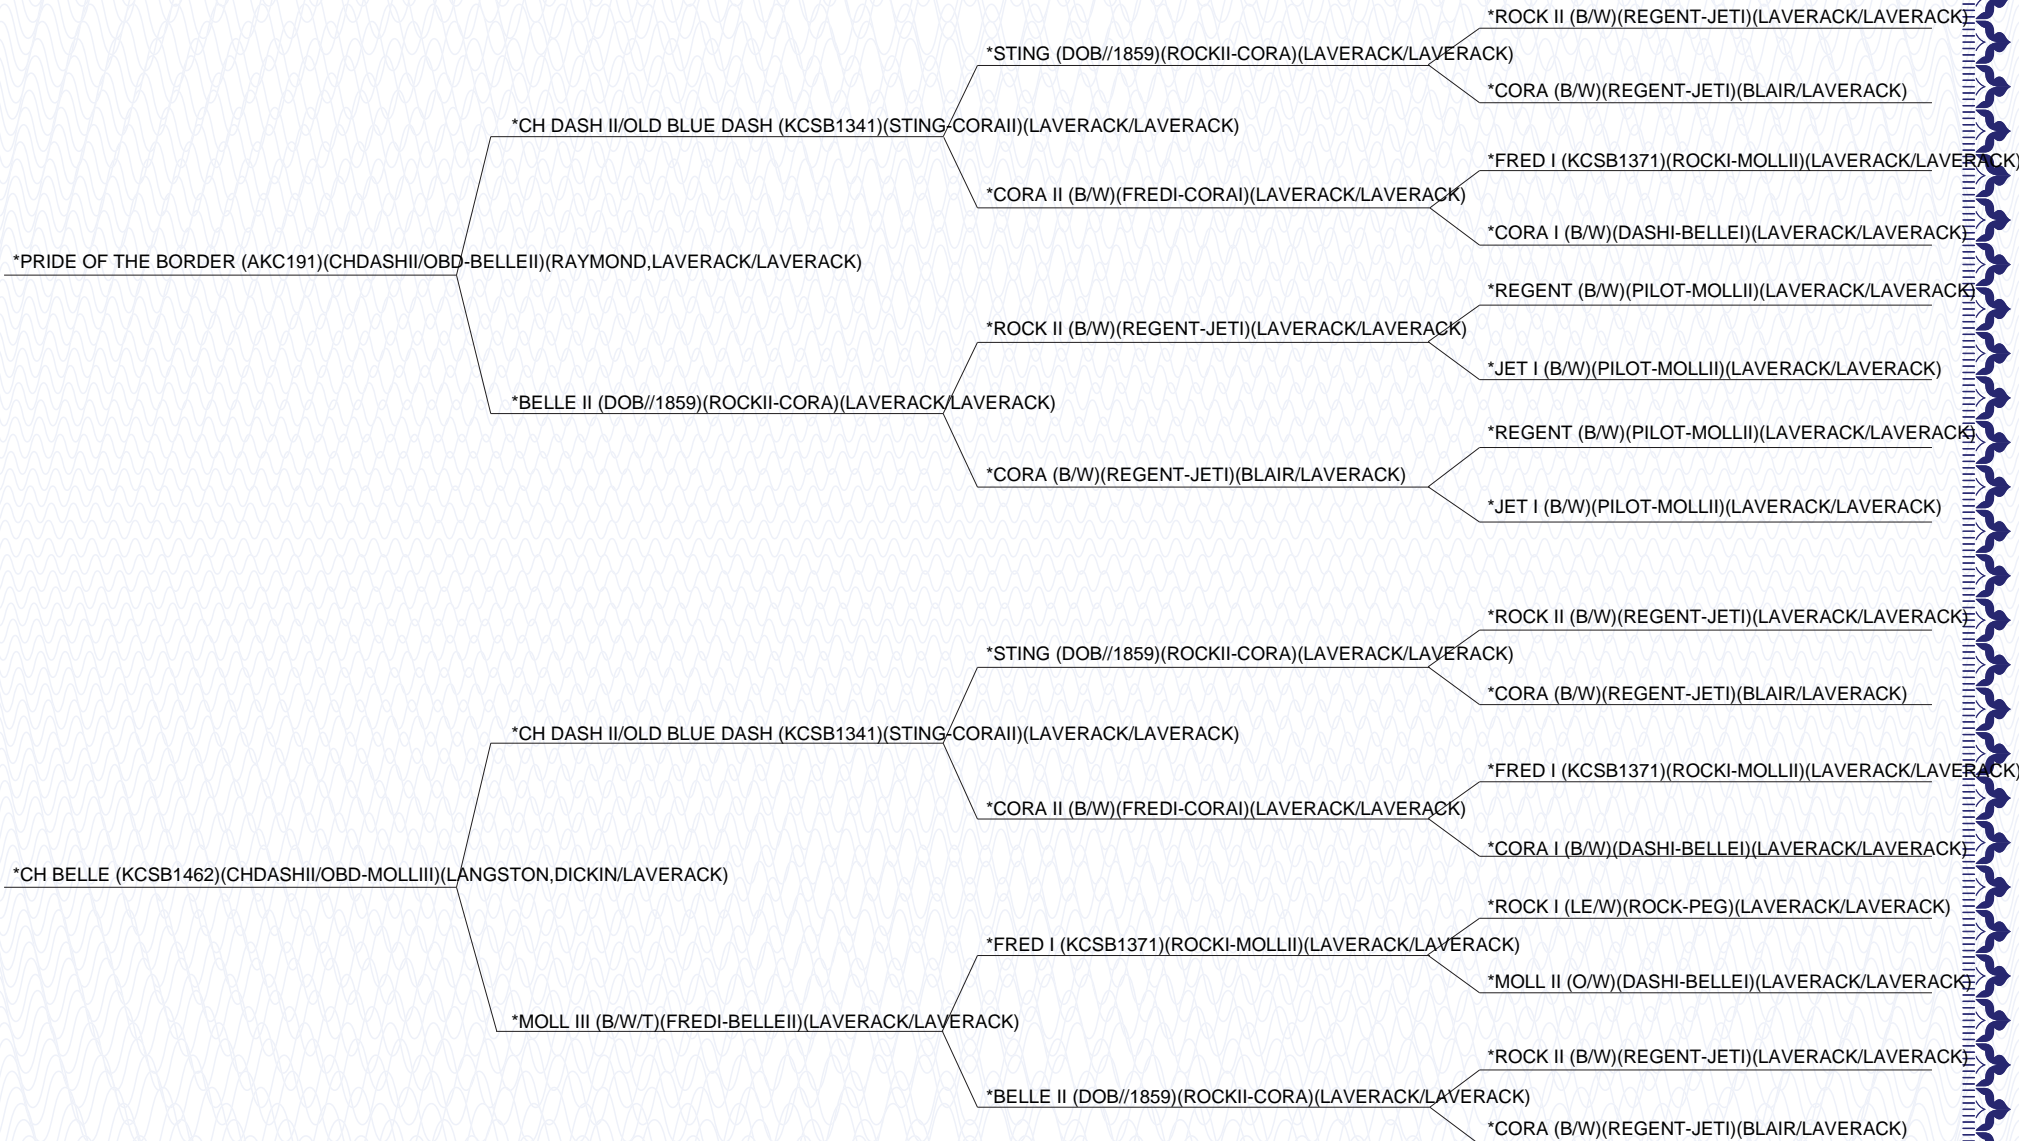 *ROCK II (B/W)(REGENT-JETI)(LAVERACK/LAVERACK)
*STING (DOB//1859)(ROCKII-CORA)(LAVERACK/LAVERACK)
*CORA (B/W)(REGENT-JETI)(BLAIR/LAVERACK)
*CH DASH II/OLD BLUE DASH (KCSB1341)(STING-CORAII)(LAVERACK/LAVERACK)
*FRED I (KCSB1371)(ROCKI-MOLLII)(LAVERACK/LAVERACK)
*CORA II (B/W)(FREDI-CORAI)(LAVERACK/LAVERACK)
*CORA I (B/W)(DASHI-BELLEI)(LAVERACK/LAVERACK)
*PRIDE OF THE BORDER (AKC191)(CHDASHII/OBD-BELLEII)(RAYMOND,LAVERACK/LAVERACK)
*REGENT (B/W)(PILOT-MOLLII)(LAVERACK/LAVERACK)
*ROCK II (B/W)(REGENT-JETI)(LAVERACK/LAVERACK)
*JET I (B/W)(PILOT-MOLLII)(LAVERACK/LAVERACK)
*BELLE II (DOB//1859)(ROCKII-CORA)(LAVERACK/LAVERACK)
*REGENT (B/W)(PILOT-MOLLII)(LAVERACK/LAVERACK)
*CORA (B/W)(REGENT-JETI)(BLAIR/LAVERACK)
*JET I (B/W)(PILOT-MOLLII)(LAVERACK/LAVERACK)
*ROCK II (B/W)(REGENT-JETI)(LAVERACK/LAVERACK)
*STING (DOB//1859)(ROCKII-CORA)(LAVERACK/LAVERACK)
*CORA (B/W)(REGENT-JETI)(BLAIR/LAVERACK)
*CH DASH II/OLD BLUE DASH (KCSB1341)(STING-CORAII)(LAVERACK/LAVERACK)
*FRED I (KCSB1371)(ROCKI-MOLLII)(LAVERACK/LAVERACK)
*CORA II (B/W)(FREDI-CORAI)(LAVERACK/LAVERACK)
*CORA I (B/W)(DASHI-BELLEI)(LAVERACK/LAVERACK)
*CH BELLE (KCSB1462)(CHDASHII/OBD-MOLLIII)(LANGSTON,DICKIN/LAVERACK)
*ROCK I (LE/W)(ROCK-PEG)(LAVERACK/LAVERACK)
*FRED I (KCSB1371)(ROCKI-MOLLII)(LAVERACK/LAVERACK)
*MOLL II (O/W)(DASHI-BELLEI)(LAVERACK/LAVERACK)
*MOLL III (B/W/T)(FREDI-BELLEII)(LAVERACK/LAVERACK)
*ROCK II (B/W)(REGENT-JETI)(LAVERACK/LAVERACK)
*BELLE II (DOB//1859)(ROCKII-CORA)(LAVERACK/LAVERACK)
*CORA (B/W)(REGENT-JETI)(BLAIR/LAVERACK)